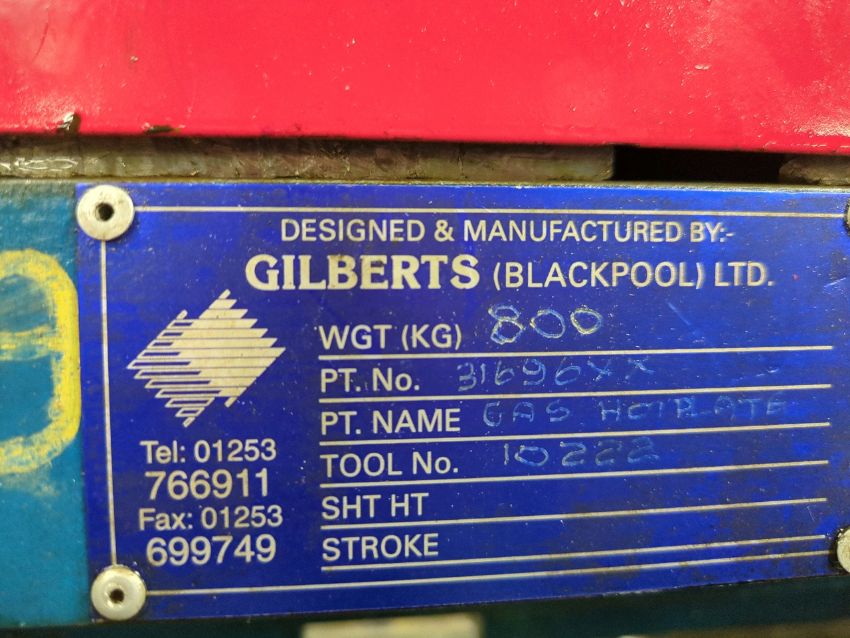 DESIGNED & MANUFACTURED BY:-
GILBERTS (BLACKPOOL) LTD.
WGT (KG) 800
PT. No. 31696XX
PT. NAME GAS HOTPLATE
TOOL No. 10222
SHT HT
STROKE
Tel: 01253
766911
Fax: 01253
699749